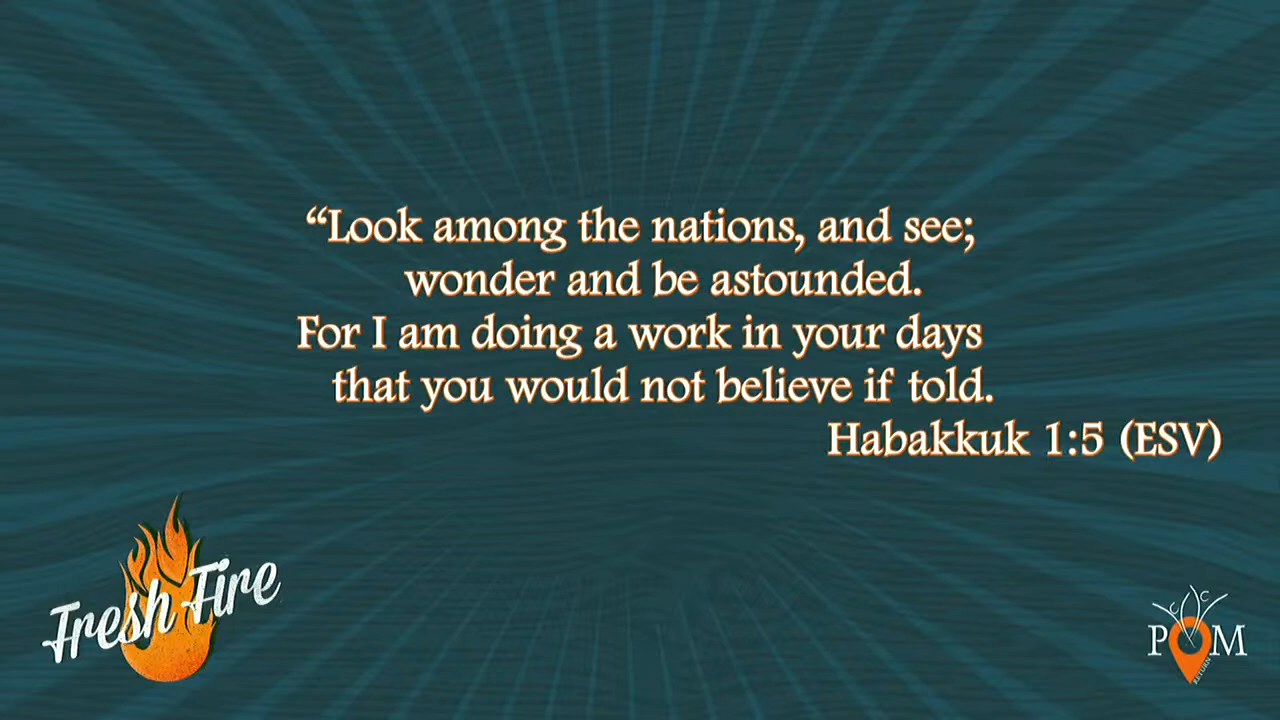 “Look among the nations, and see;
wonder and be astounded.
For I am doing a work in your days
that you would not believe if told.
Habakkuk 1:5 (ESV)
Fresh Fire
C C
P M
RETURN